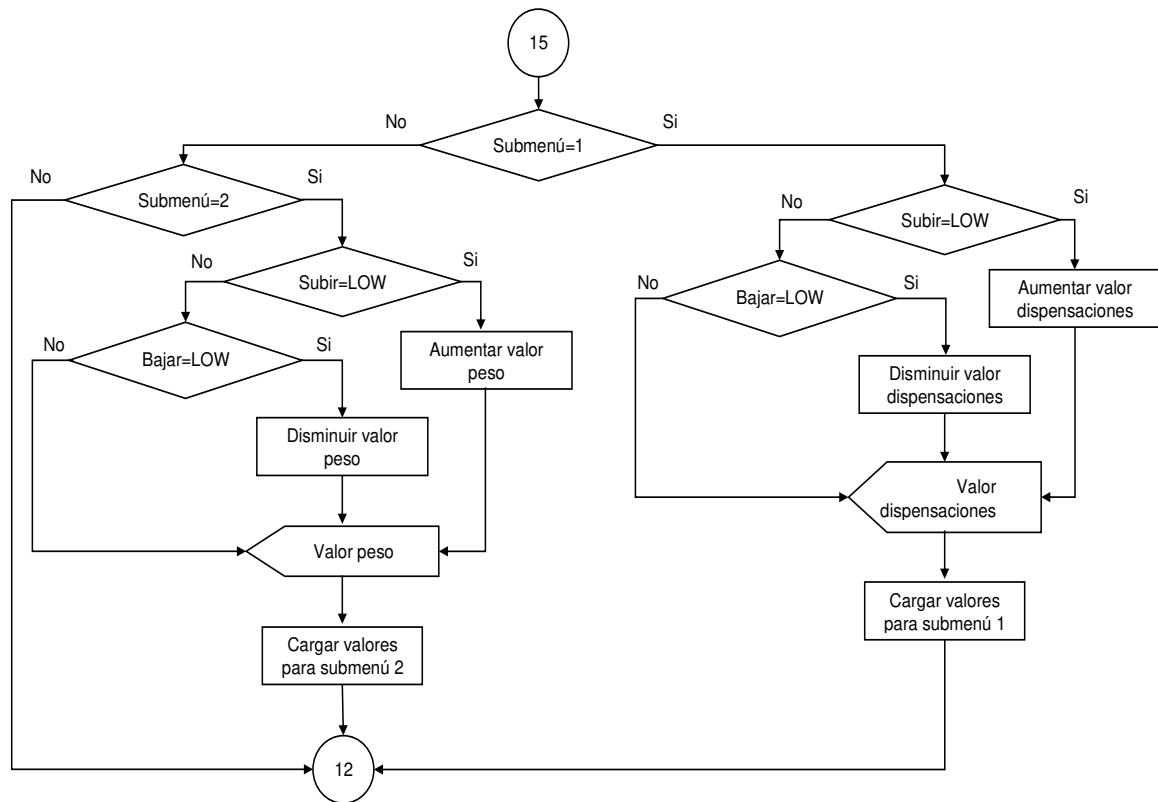 15
No
Si
Submenú=1
No
Si
Submenú=2
No
Si
Subir=LOW
No
Si
Subir=LOW
No
Si
Bajar=LOW
Aumentar valor
dispensaciones
No
Si
Bajar=LOW
Aumentar valor
peso
Disminuir valor
dispensaciones
Disminuir valor
peso
Valor
dispensaciones
Valor peso
Cargar valores
para submenú 1
Cargar valores
para submenú 2
12